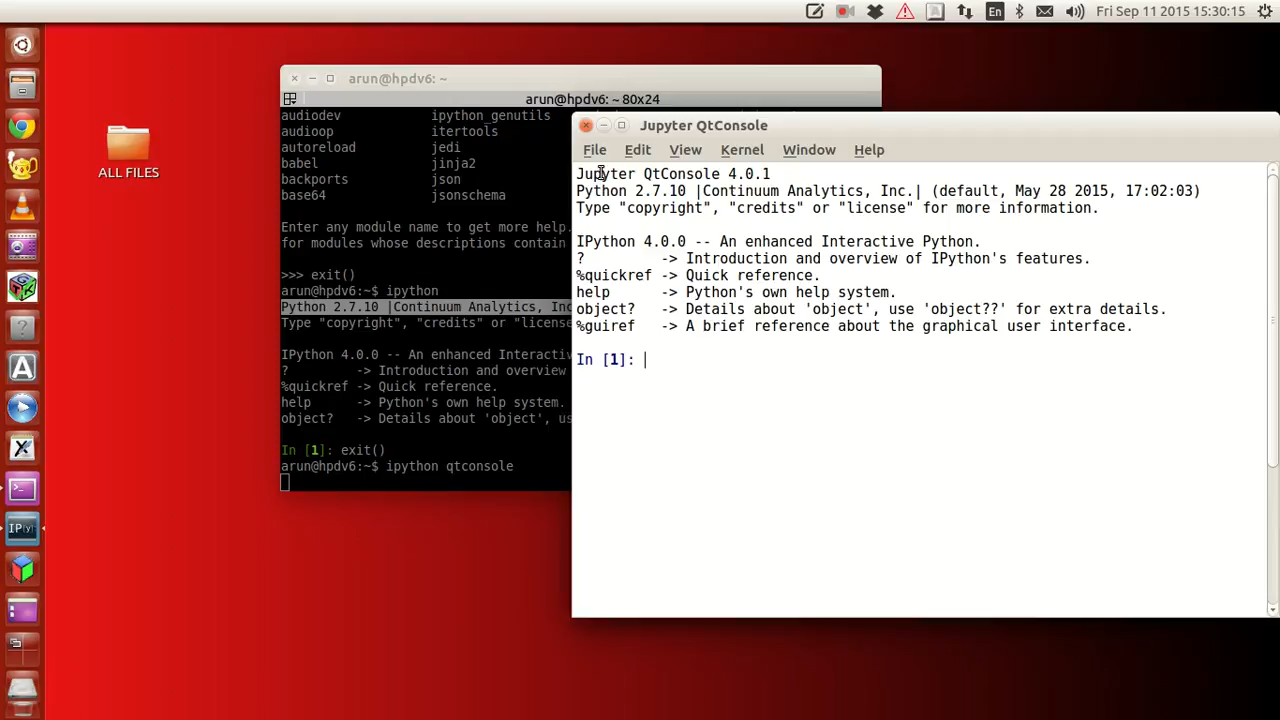 En
Fri Sep 11 2015 15:30:15
ALL FILES
arun@hpdv6: ~
arun@hpdv6: ~ 80x24
audiodev ipython_genutils
audioop itertools
autoreload jedi
babel jinja2
backports json
base64 jsonschema
Enter any module name to get more help.
for modules whose descriptions contain
>>> exit()
arun@hpdv6:~$ ipython
Python 2.7.10 |Continuum Analytics, Inc
Type "copyright", "credits" or "license
IPython 4.0.0 -- An enhanced Interactiv
? -> Introduction and overview
%quickref -> Quick reference.
help -> Python's own help system.
object? -> Details about 'object', us
In [1]: exit()
arun@hpdv6:~$ ipython qtconsole
Jupyter QtConsole
File Edit View Kernel Window Help
Jupyter QtConsole 4.0.1
Python 2.7.10 |Continuum Analytics, Inc.| (default, May 28 2015, 17:02:03)
Type "copyright", "credits" or "license" for more information.
IPython 4.0.0 -- An enhanced Interactive Python.
? -> Introduction and overview of IPython's features.
%quickref -> Quick reference.
help -> Python's own help system.
object? -> Details about 'object', use 'object??' for extra details.
%guiref -> A brief reference about the graphical user interface.
In [1]: